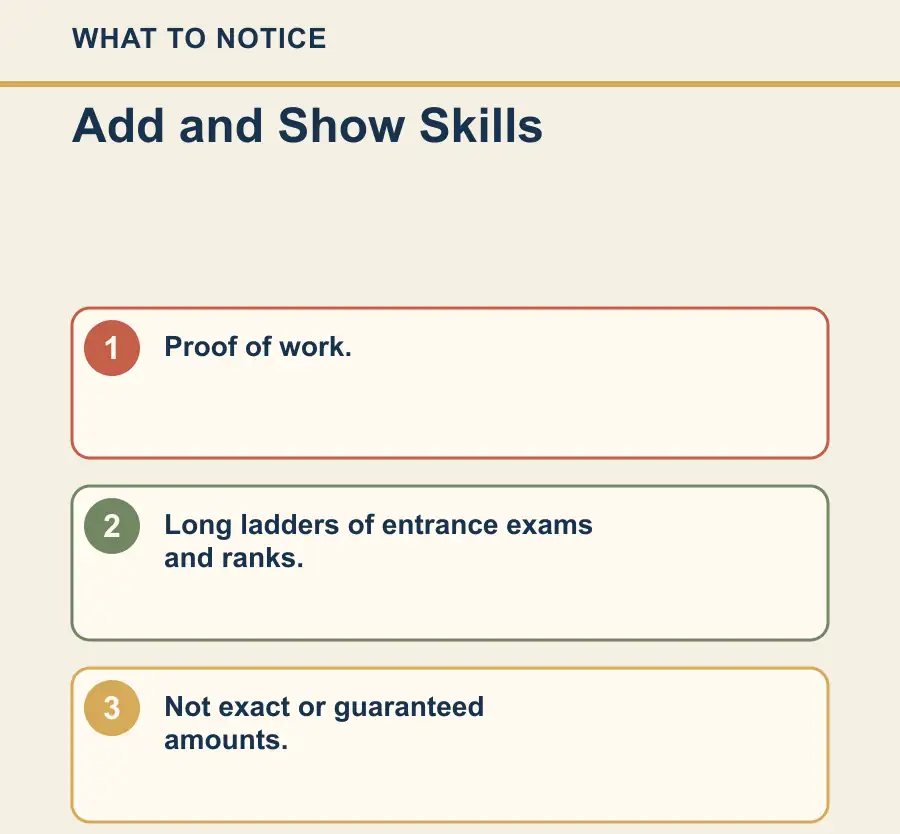 WHAT TO NOTICE
Add and Show Skills
1
Proof of work.
2
Long ladders of entrance exams
and ranks.
3
Not exact or guaranteed
amounts.